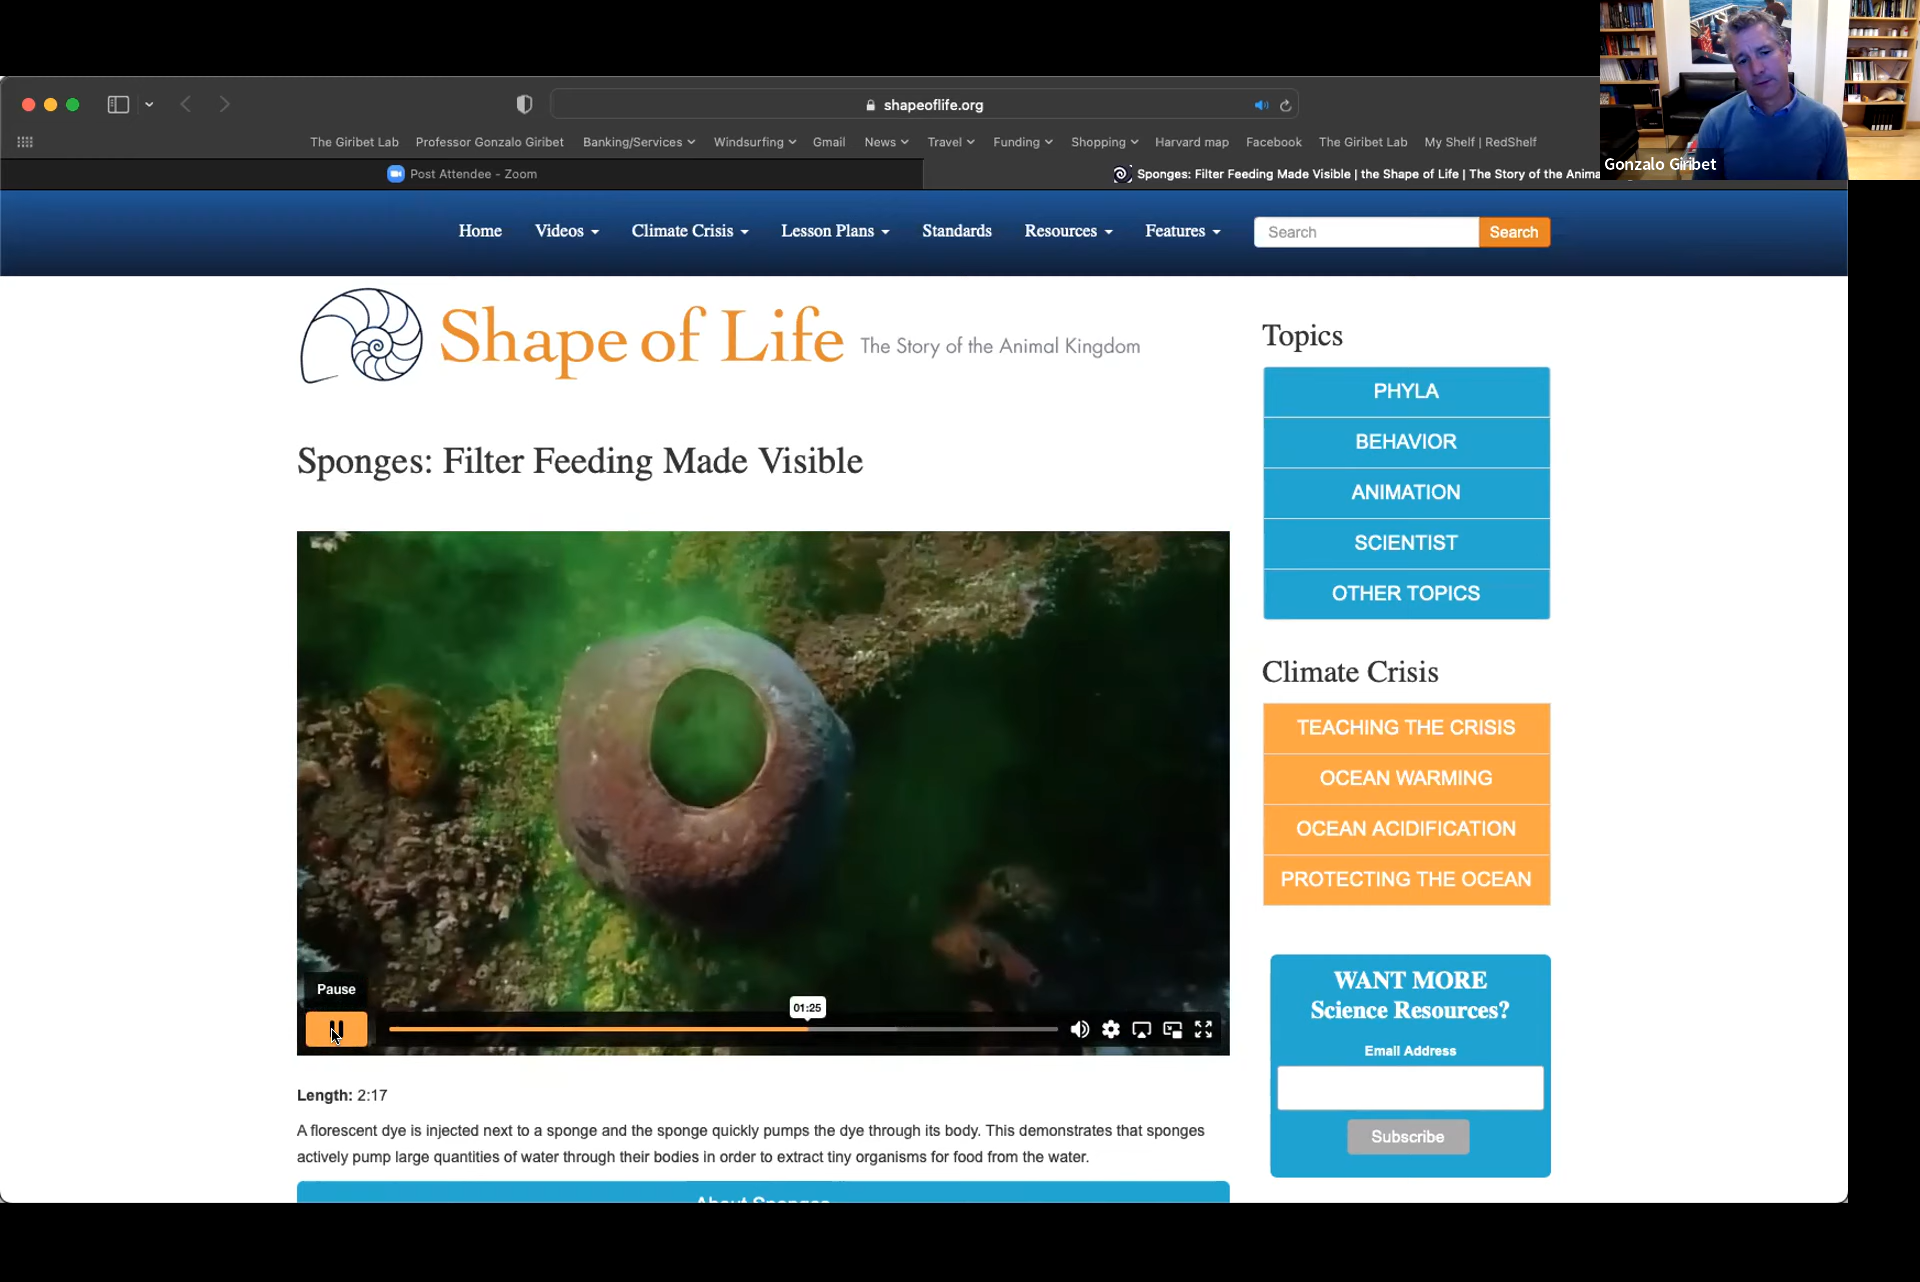 shapeoflife.org
The Giribet Lab Professor Gonzalo Giribet Banking/Services Windsurfing Gmail News Travel Funding Shopping Harvard map Facebook The Giribet Lab My Shelf | RedShelf
Gonzalo Giribet
Post Attendee - Zoom
Sponges: Filter Feeding Made Visible | the Shape of Life | The Story of the Anima
Home Videos Climate Crisis Lesson Plans Standards Resources Features Search Search
Shape of Life The Story of the Animal Kingdom
Topics
PHYLA
BEHAVIOR
ANIMATION
SCIENTIST
OTHER TOPICS
Sponges: Filter Feeding Made Visible
Climate Crisis
TEACHING THE CRISIS
OCEAN WARMING
OCEAN ACIDIFICATION
PROTECTING THE OCEAN
Pause
01:25
WANT MORE
Science Resources?
Email Address
Subscribe
Length: 2:17
A florescent dye is injected next to a sponge and the sponge quickly pumps the dye through its body. This demonstrates that sponges
actively pump large quantities of water through their bodies in order to extract tiny organisms for food from the water.
About Sponges